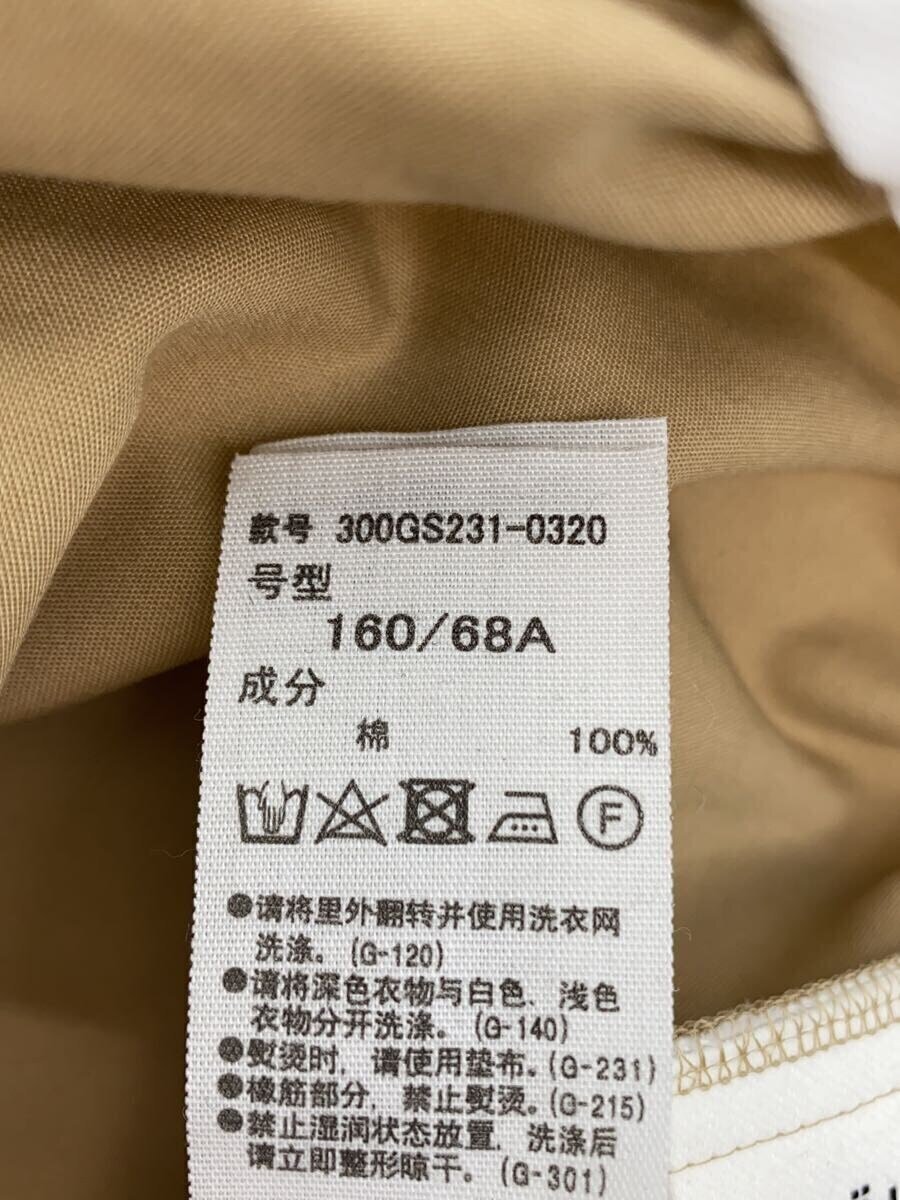 款号 300GS231-0320
号型
160/68A
成分
棉 100%
F
●请将里外翻转并使用洗衣网
洗涤。(G-120)
●请将深色衣物与白色、浅色
衣物分开洗涤。(G-140)
●熨烫时，请使用垫布。(G-231)
●橡筋部分，禁止熨烫。(G-215)
●禁止湿润状态放置，洗涤后
请立即整形晾干。(G-301)